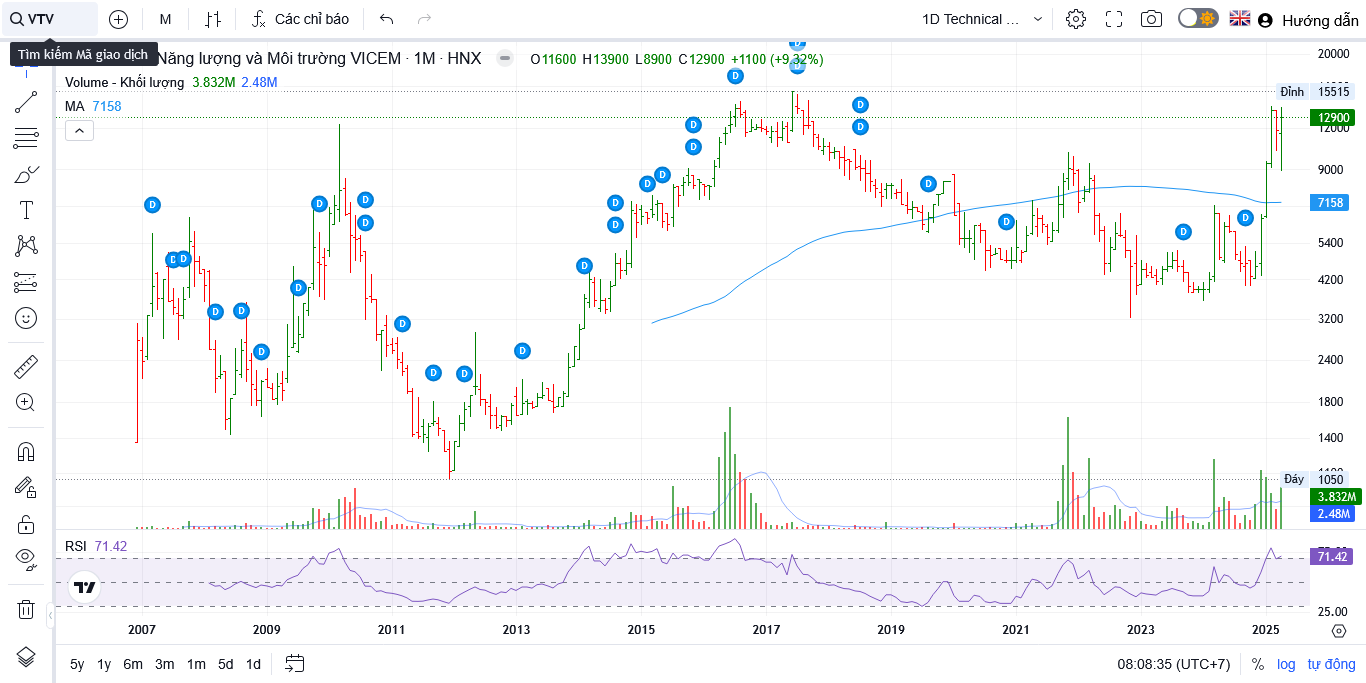 VTV
M
Các chỉ báo
1D Technical ...
Hướng dẫn
Tìm kiếm Mã giao dịch
Năng lượng và Môi trường VICEM · 1M · HNX
O11600 H13900 L8900 C12900 +1100 (+9.32%)
Volume - Khối lượng 3.832M 2.48M
MA 7158
20000
Đỉnh 15515
12900
12000
9000
7158
5400
4200
3200
2400
1800
1400
Đáy 1050
3.832M
2.48M
RSI 71.42
71.42
25.00
2007 2009 2011 2013 2015 2017 2019 2021 2023 2025
5y 1y 6m 3m 1m 5d 1d
08:08:35 (UTC+7) % log tự động